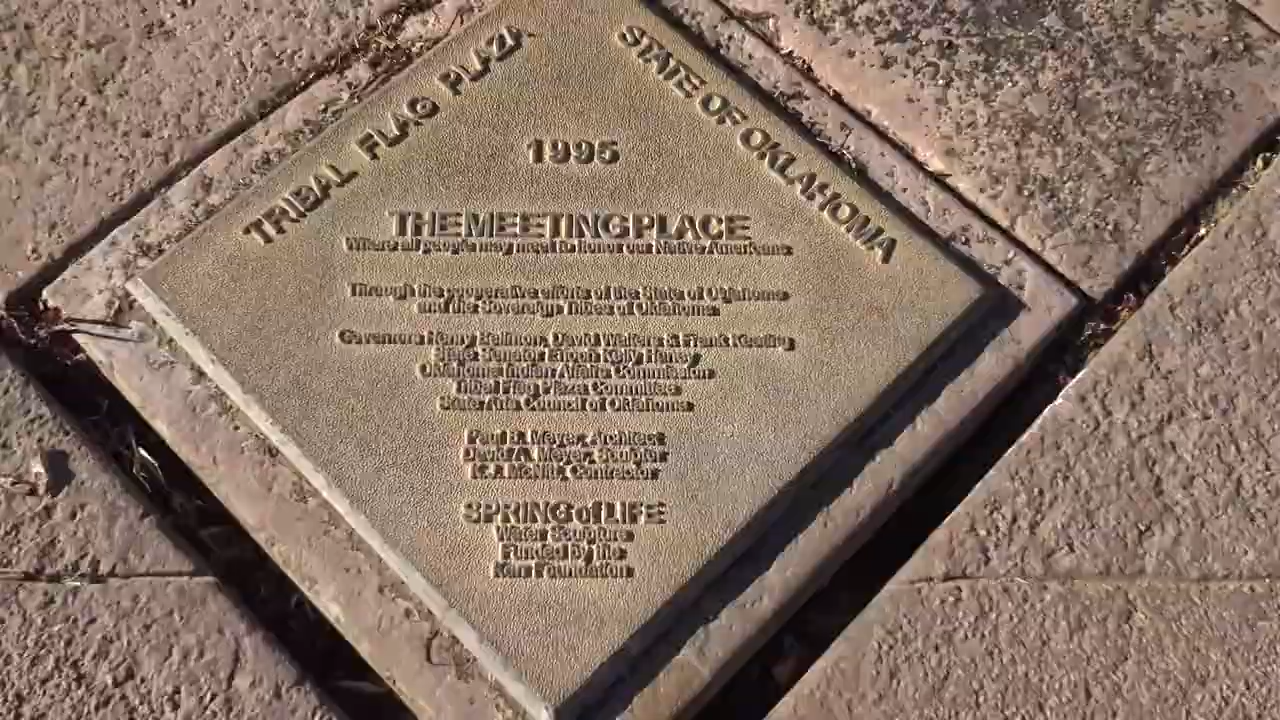 TRIBAL FLAG PLAZA
STATE OF OKLAHOMA
1995
THE MEETING PLACE
Where all people may meet to honor our Native Americans
Through the cooperative efforts of the State of Oklahoma
and the Sovereign Tribes of Oklahoma
Governors Henry Bellmon, David Walters & Frank Keating
State Senator Enoch Kelly Haney
Oklahoma Indian Affairs Commission
Tribal Flag Plaza Committee
State Arts Council of Oklahoma
Paul B. Meyer, Architect
David A. Meyer, Sculptor
McNitt, Contractor
SPRING of LIFE
Water Sculpture
Funded by the
Kerr Foundation